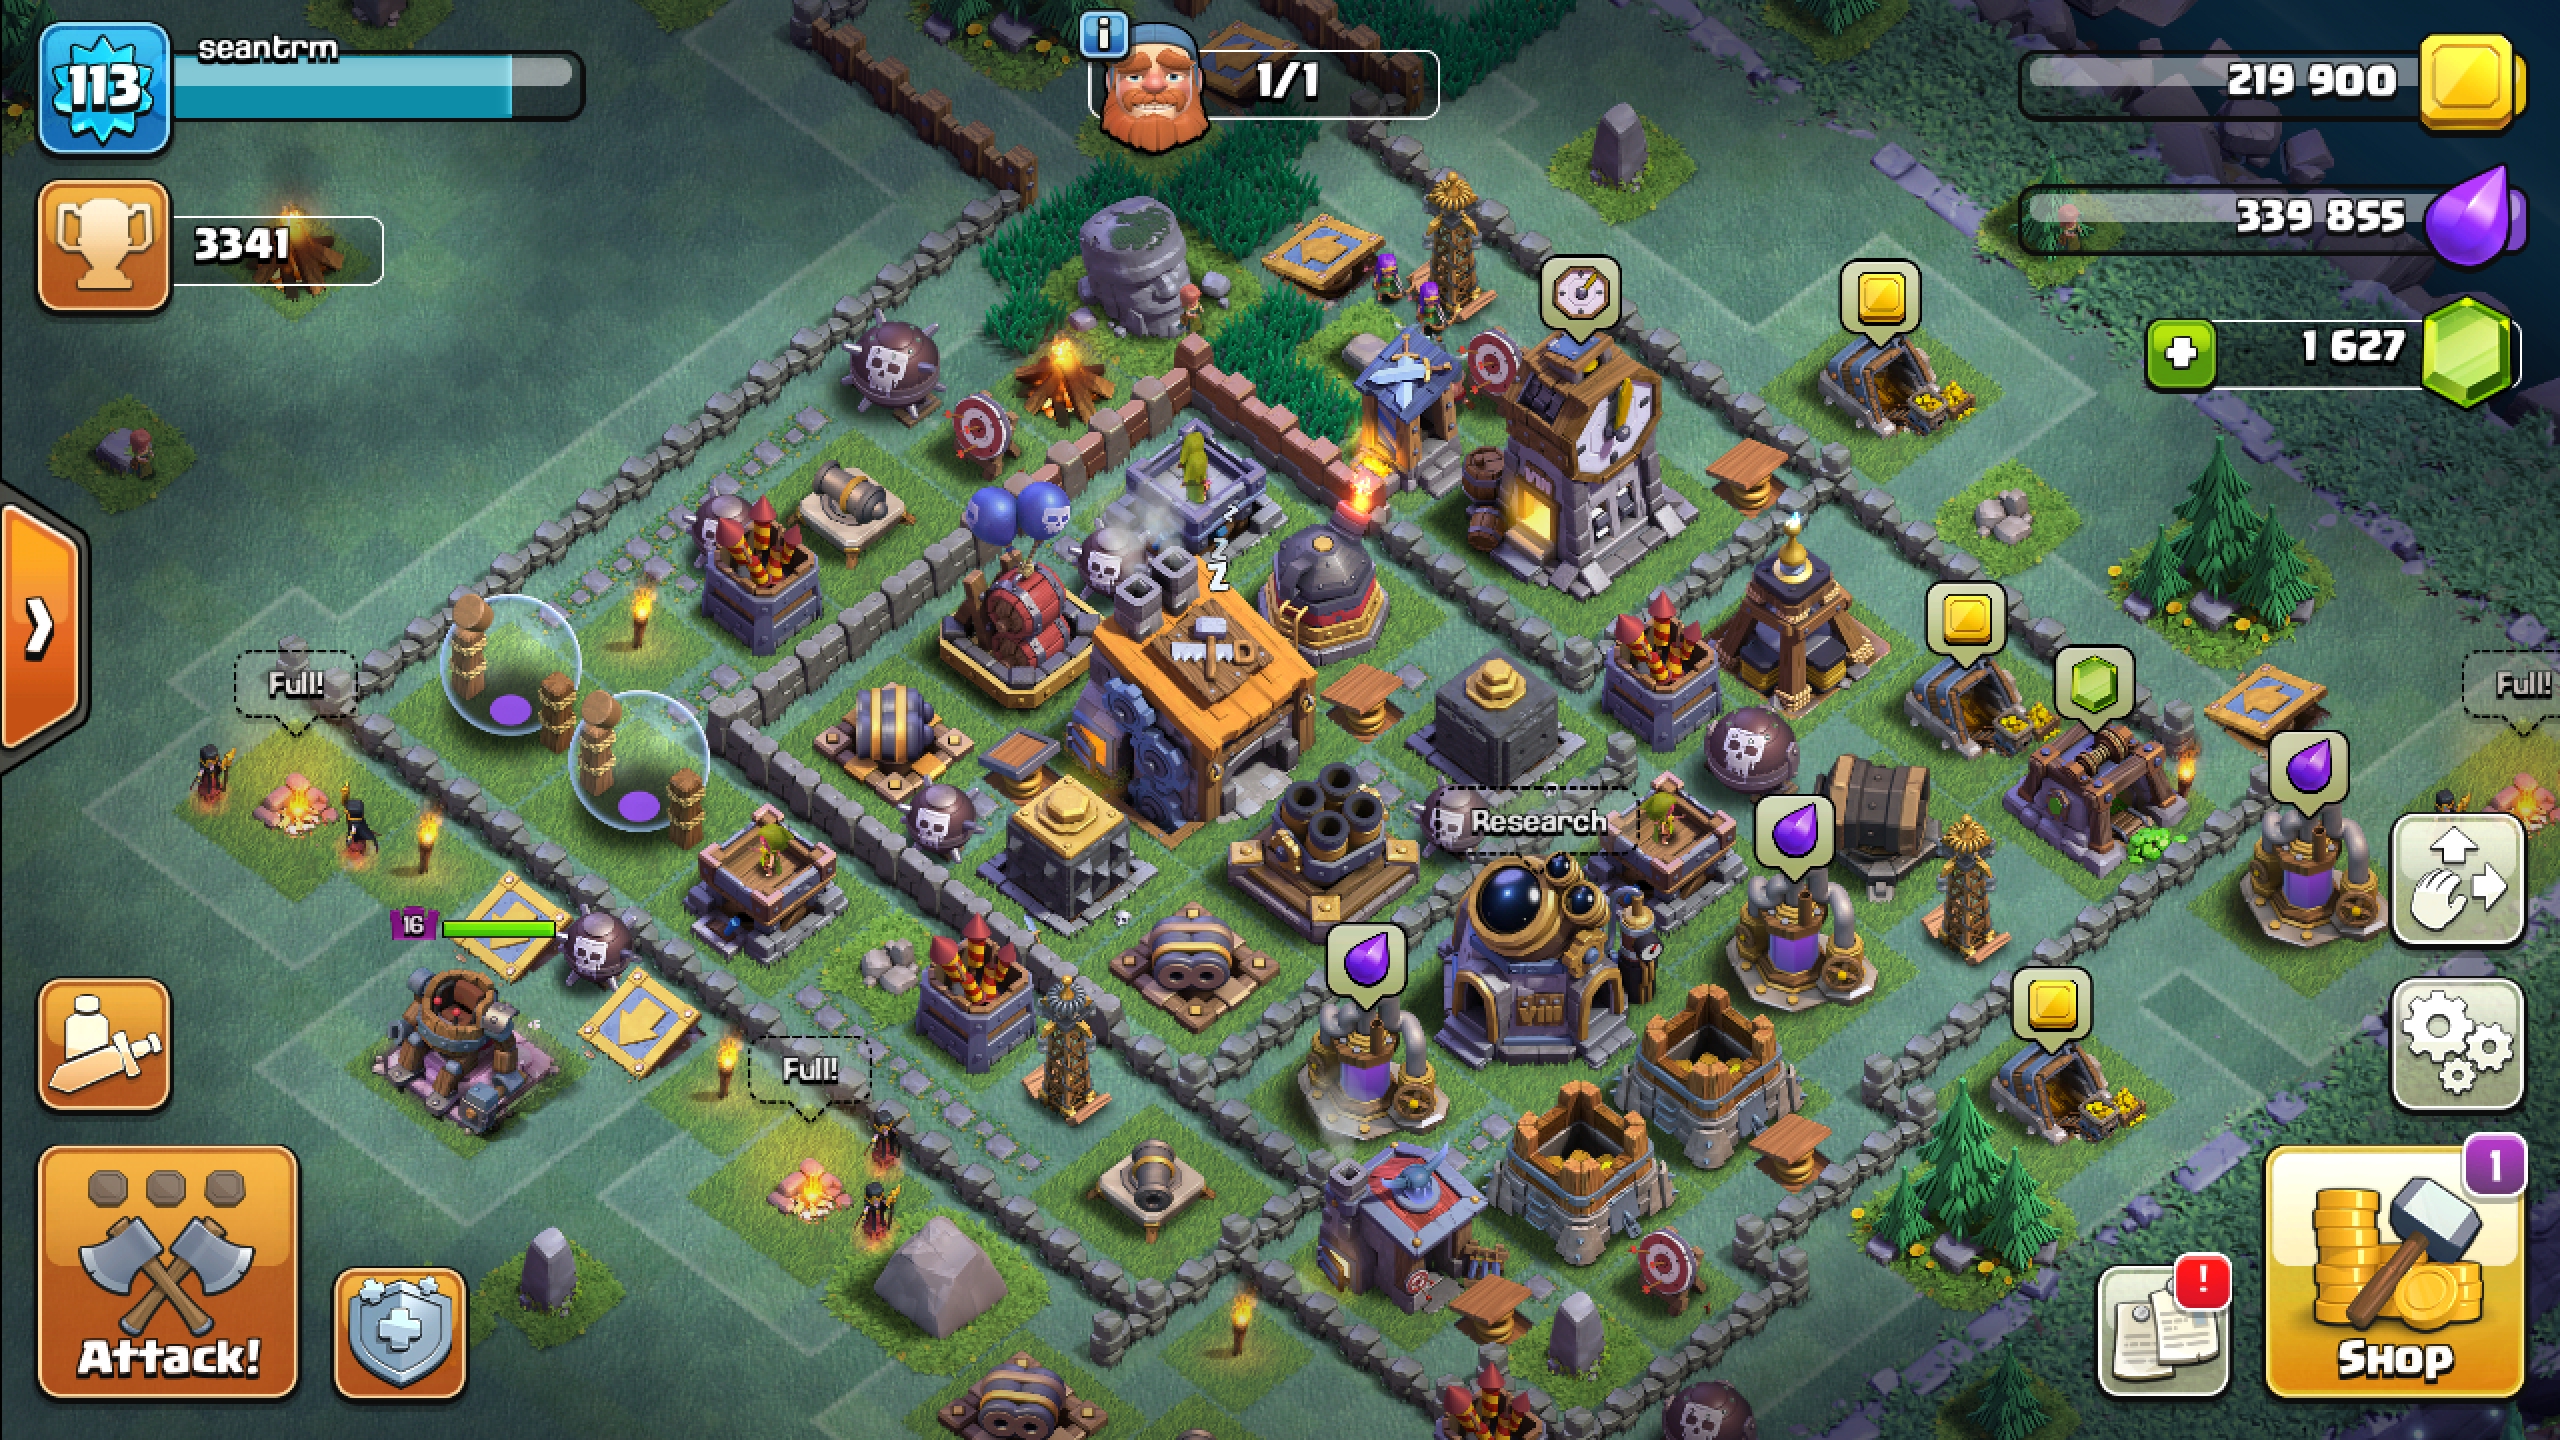 113
seantrm
1/1
219 900
3341
339 855
1 627
z
z
z
Full!
Full!
Research
16
VIII
Full!
Attack!
1
!
Shop